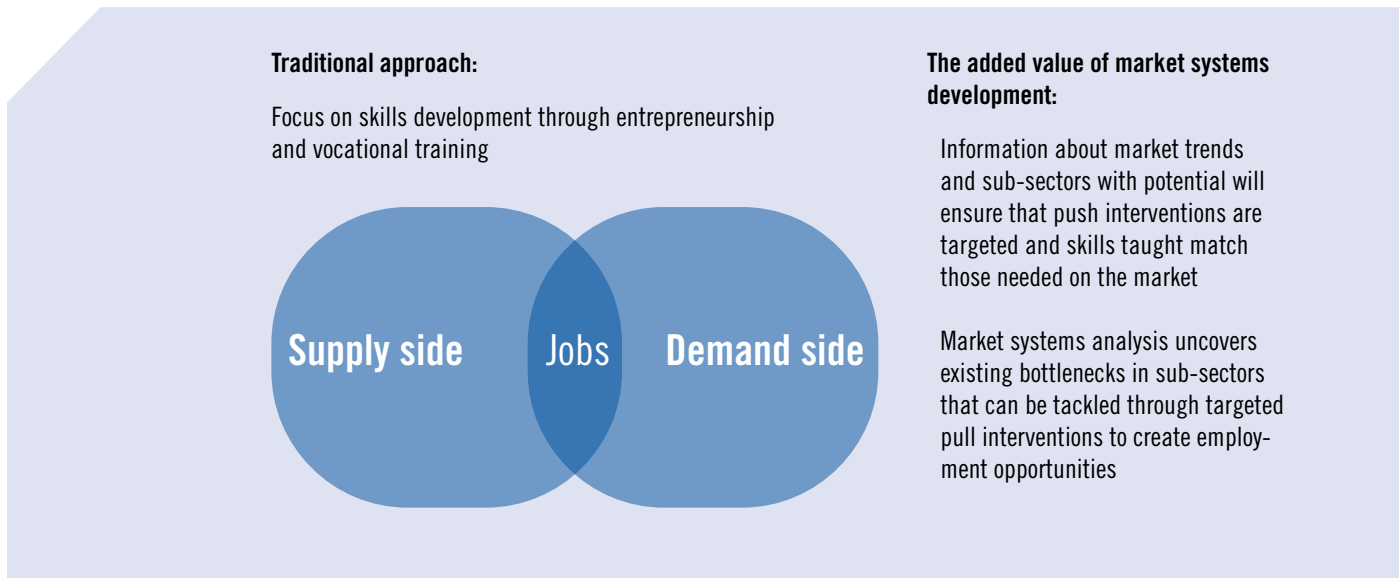 Traditional approach:
Focus on skills development through entrepreneurship
and vocational training
Supply side
Jobs
Demand side
The added value of market systems
development:
Information about market trends
and sub-sectors with potential will
ensure that push interventions are
targeted and skills taught match
those needed on the market
Market systems analysis uncovers
existing bottlenecks in sub-sectors
that can be tackled through targeted
pull interventions to create employ-
ment opportunities